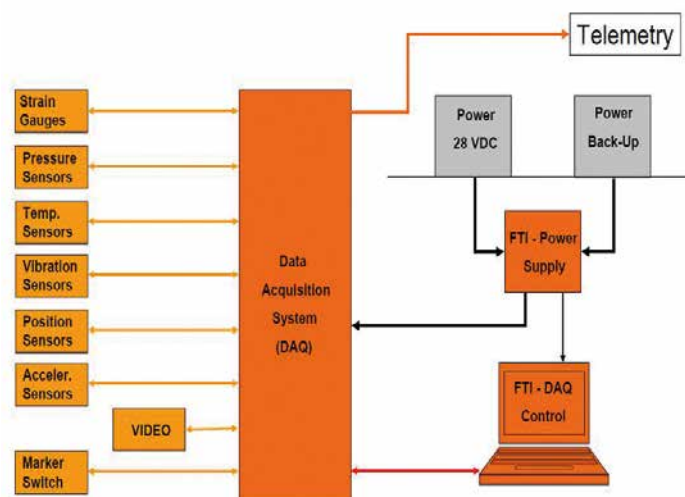 Telemetry
Strain
Gauges
Pressure
Sensors
Temp.
Sensors
Vibration
Sensors
Position
Sensors
Acceler.
Sensors
VIDEO
Marker
Switch
Data
Acquisition
System
(DAQ)
Power
28 VDC
Power
Back-Up
FTI - Power
Supply
FTI - DAQ
Control